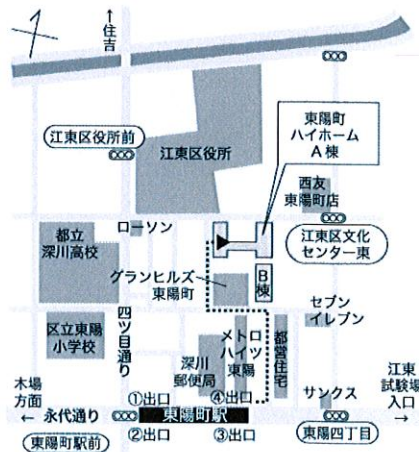 ↑住吉
江東区役所前
江東区役所
東陽町
ハイホーム
A棟
西友
東陽町店
ローソン
江東区文化
センター東
都立
深川高校
グランヒルズ
東陽町
B棟
四ツ目通り
セブン
イレブン
区立東陽
小学校
メトロ
ハイツ
東陽
都営住宅
深川
郵便局
木場
方面
←
永代通り
①出口
④出口
東陽町駅
サンクス
江東
試験場
入口
→
東陽町駅前
②出口
③出口
東陽四丁目